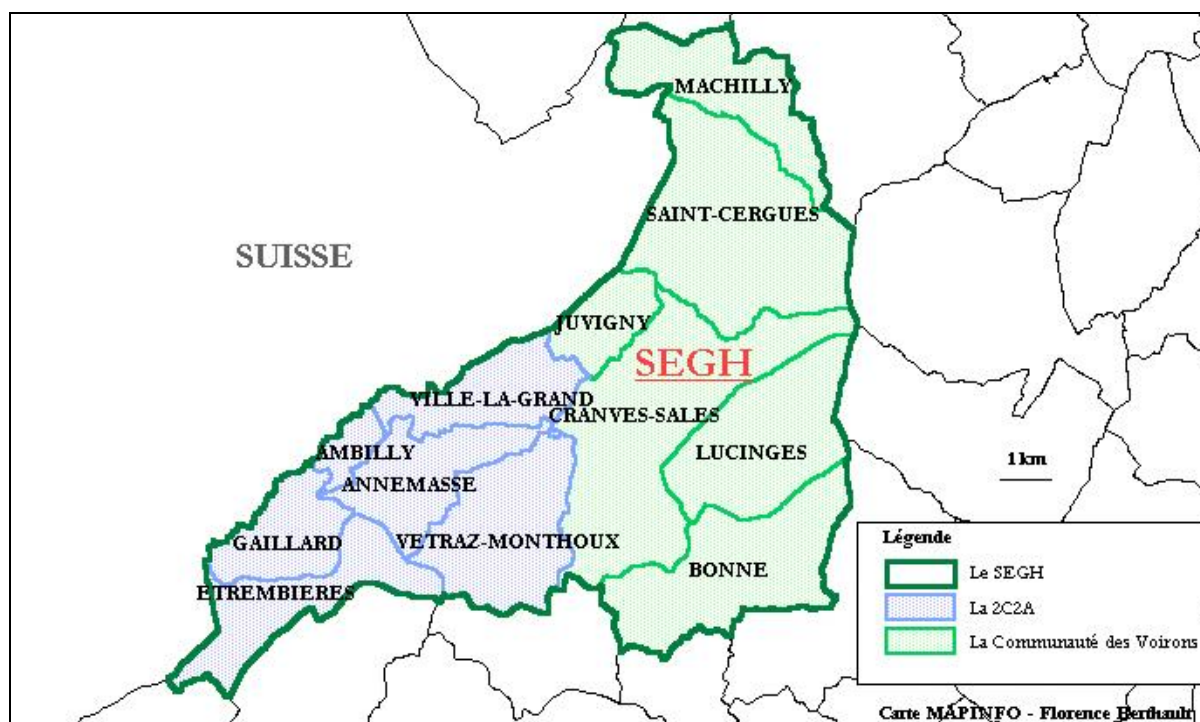 MACHILLY
SAINT-CERGUES
SUISSE
JUVIGNY
SEGH
VILLE-LA-GRAND
CRANVES-SALES
AMBILLY
LUCINGES
1 km
ANNEMASSE
GAILLARD
VETRAZ-MONTHOUX
BONNE
ETREMBIERES
Légende
Le SEGH
La 2C2A
La Communauté des Voirons
Carte MAPINFO - Florence Berthault